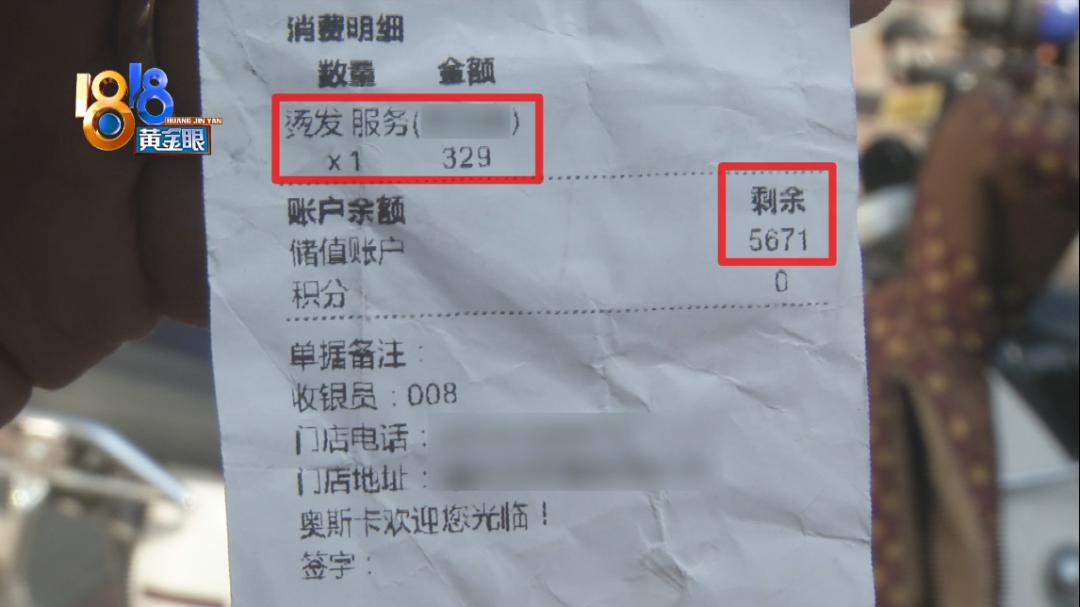 1818
HUANG JIN YAN
黄金眼
消费明细
数量 金额
烫发 服务( )
x1 329
账户余额 剩余
储值账户 5671
积分 0
单据备注：
收银员：008
门店电话：
门店地址：
奥斯卡欢迎您光临！
签字：